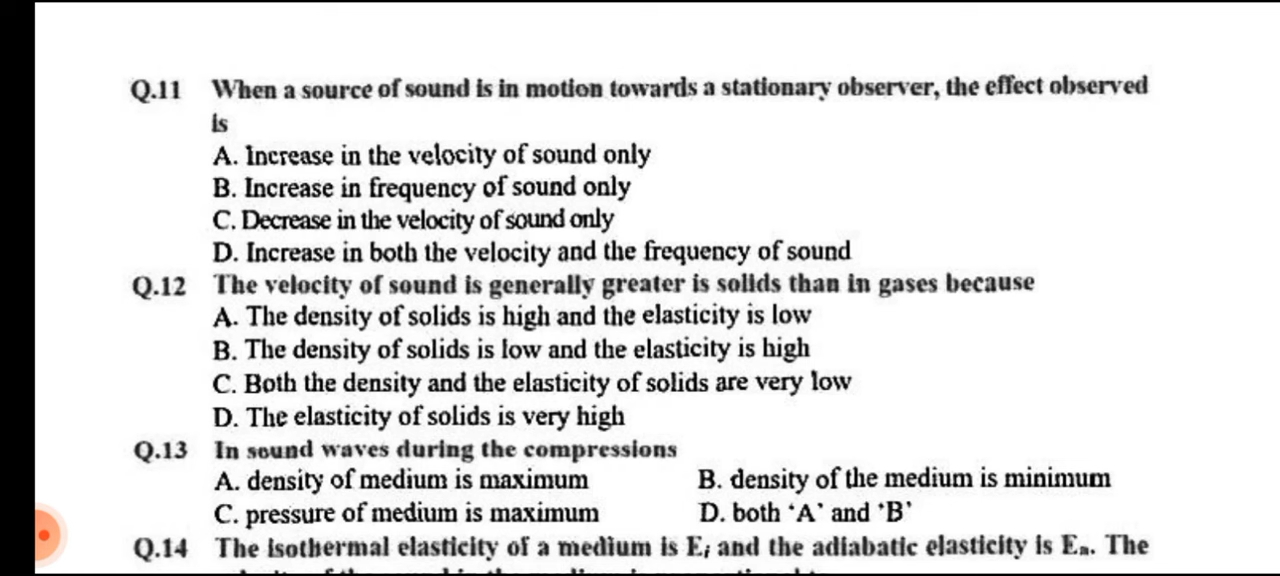 Q.11 When a source of sound is in motion towards a stationary observer, the effect observed
is
A. Increase in the velocity of sound only
B. Increase in frequency of sound only
C. Decrease in the velocity of sound only
D. Increase in both the velocity and the frequency of sound
Q.12 The velocity of sound is generally greater is solids than in gases because
A. The density of solids is high and the elasticity is low
B. The density of solids is low and the elasticity is high
C. Both the density and the elasticity of solids are very low
D. The elasticity of solids is very high
Q.13 In sound waves during the compressions
A. density of medium is maximum B. density of the medium is minimum
C. pressure of medium is maximum D. both ‘A’ and ‘B’
Q.14 The isothermal elasticity of a medium is Eᵢ and the adiabatic elasticity is Eₐ. The